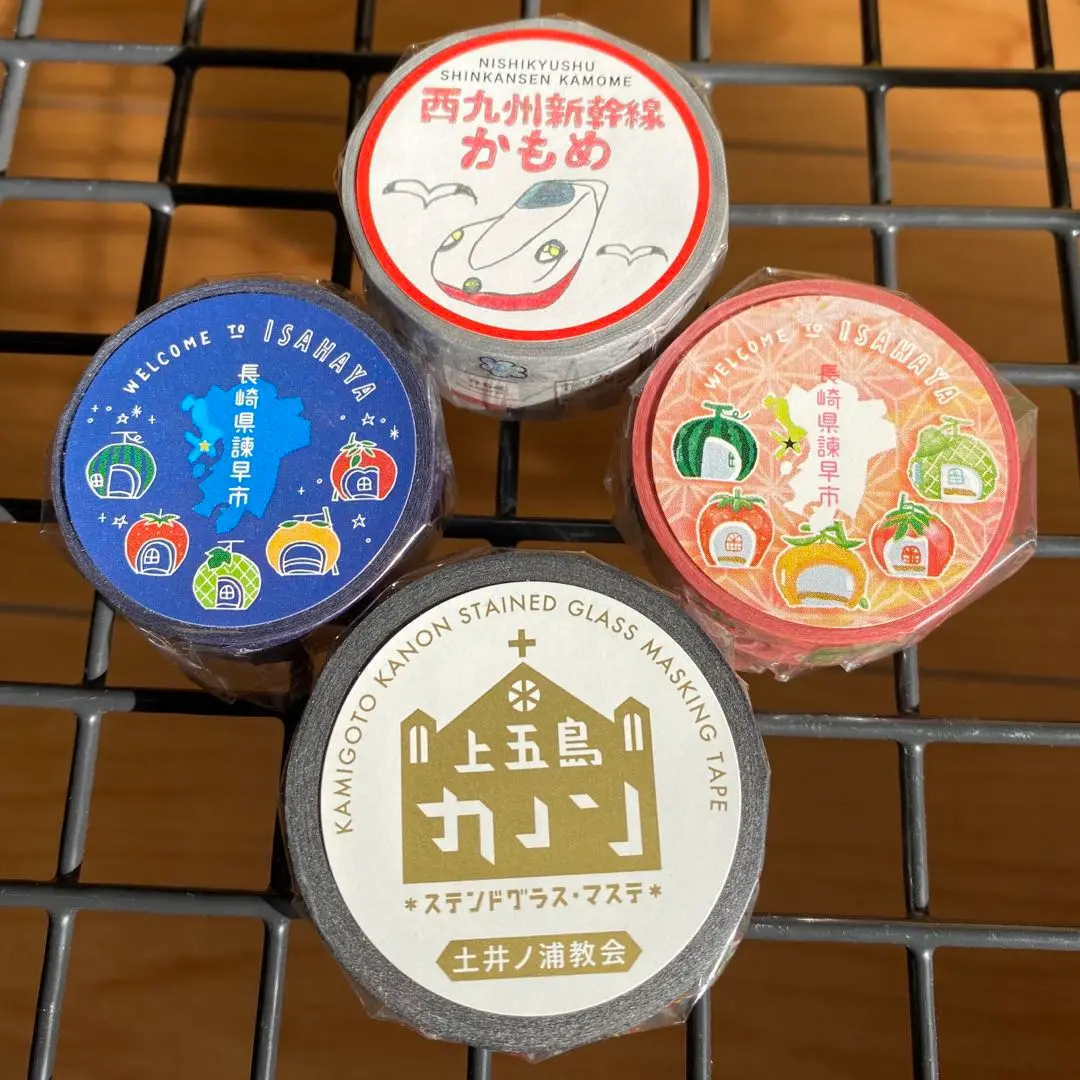 NISHIKYUSHU
SHINKANSEN KAMOME
西九州新幹線
かもめ
WELCOME TO ISAHAYA
長崎県諫早市
WELCOME TO ISAHAYA
長崎県諫早市
KAMIGOTO KANON STAINED GLASS MASKING TAPE
上五島
カノン
*ステンドグラス・マステ*
土井ノ浦教会